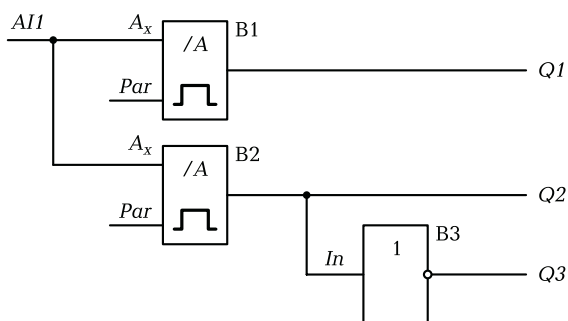 AI1 Ax B1
/A
Q1
Par
Ax B2
/A
Q2
Par
B3
In 1
Q3